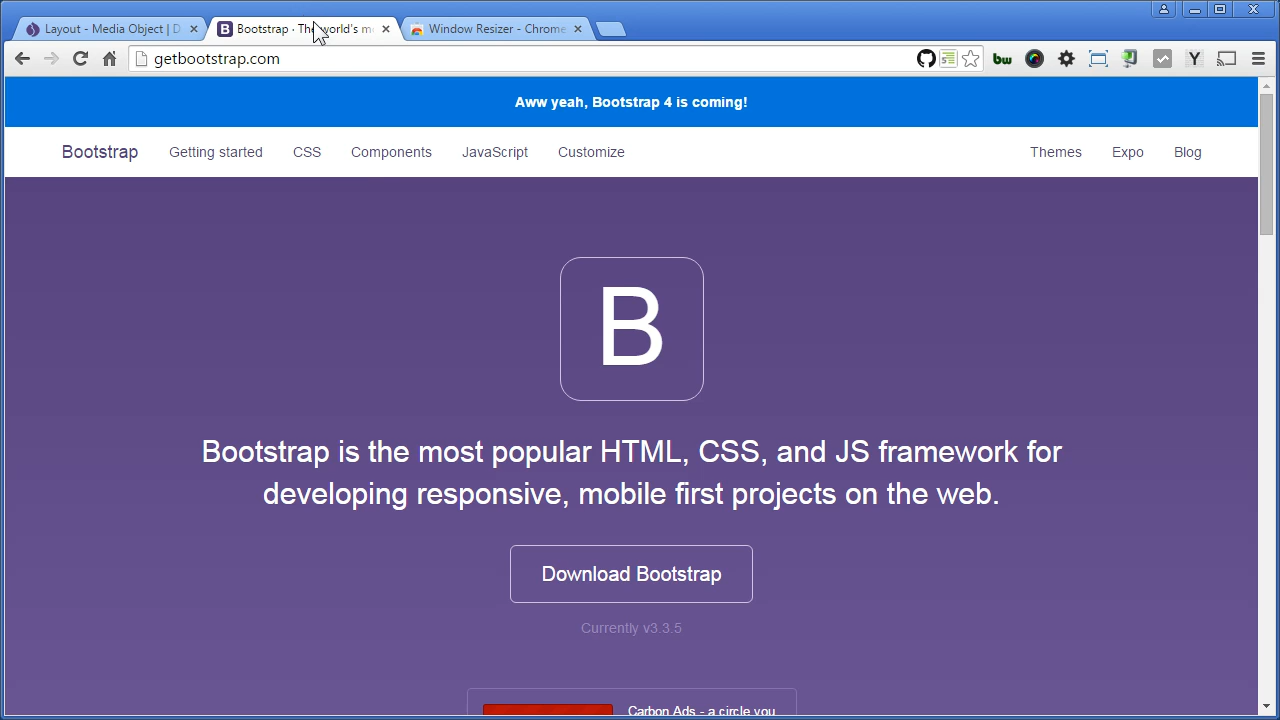 Layout - Media Object | D
Bootstrap · The world's m
Window Resizer - Chrome
getbootstrap.com
bw
Y
Aww yeah, Bootstrap 4 is coming!
Bootstrap Getting started CSS Components JavaScript Customize Themes Expo Blog
B
Bootstrap is the most popular HTML, CSS, and JS framework for
developing responsive, mobile first projects on the web.
Download Bootstrap
Currently v3.3.5
Carbon Ads - a circle you